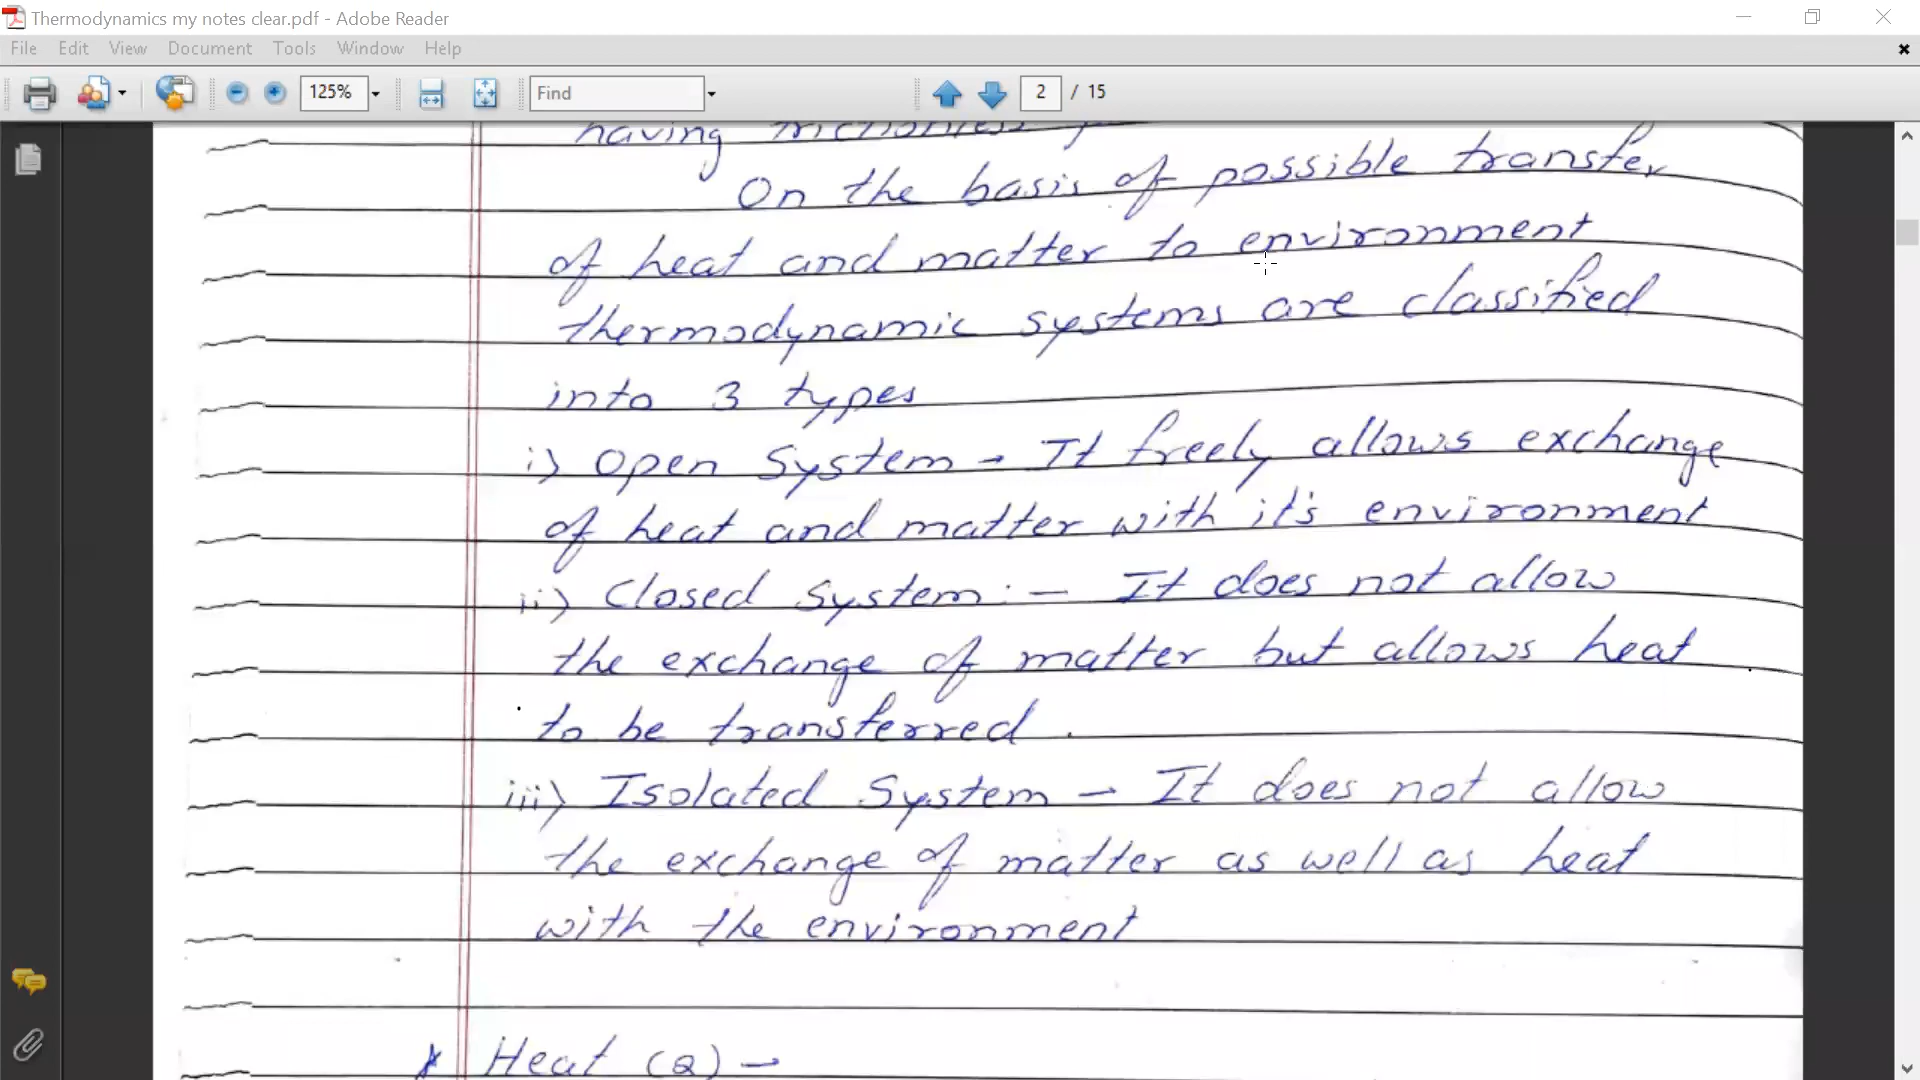 Thermodynamics my notes clear.pdf - Adobe Reader
File Edit View Document Tools Window Help
125% Find 2 / 15
having frictionless
On the basis of possible transfer
of heat and matter to environment
thermodynamic systems are classified
into 3 types
i) Open System - It freely allows exchange
of heat and matter with it's environment
ii) Closed System :- It does not allow
the exchange of matter but allows heat
to be transferred.
iii) Isolated System - It does not allow
the exchange of matter as well as heat
with the environment
* Heat (Q) -